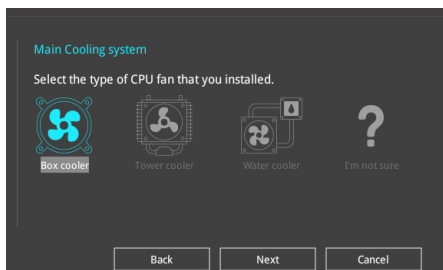 Main Cooling system
Select the type of CPU fan that you installed.
Box cooler Tower cooler Water cooler I'm not sure
Back Next Cancel